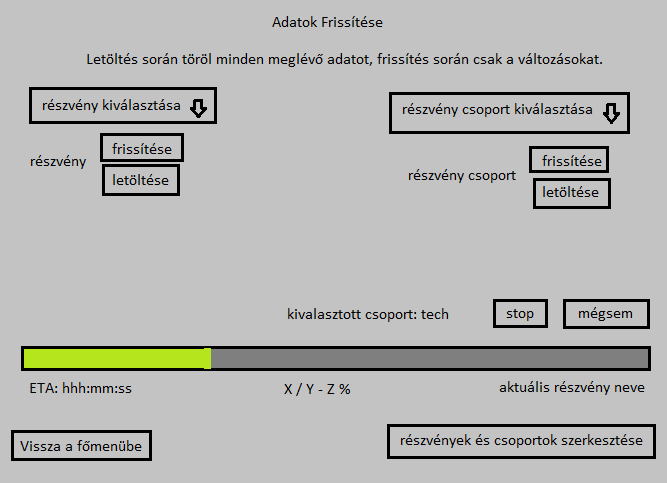 Adatok Frissítése
Letöltés során töröl minden meglévő adatot, frissítés során csak a változásokat.
részvény kiválasztása
részvény csoport kiválasztása
részvény
frissítése
letöltése
részvény csoport
frissítése
letöltése
kivalasztott csoport: tech
stop
mégsem
ETA: hhh:mm:ss
X / Y - Z %
aktuális részvény neve
Vissza a főmenübe
részvények és csoportok szerkesztése